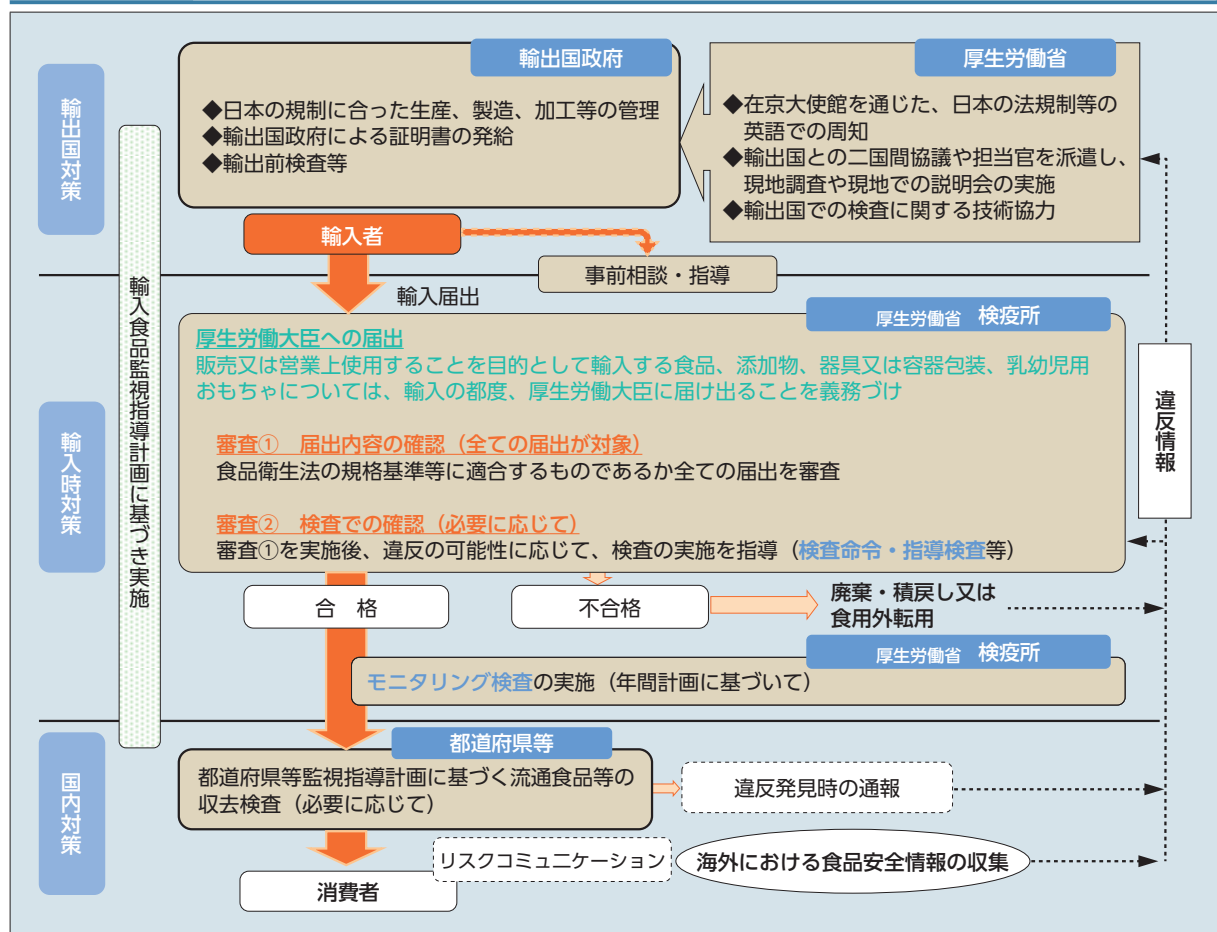 輸出国対策
輸出国政府
◆日本の規制に合った生産、製造、加工等の管理
◆輸出国政府による証明書の発給
◆輸出前検査等
厚生労働省
◆在京大使館を通じた、日本の法規制等の
英語での周知
◆輸出国との二国間協議や担当官を派遣し、
現地調査や現地での説明会の実施
◆輸出国での検査に関する技術協力
輸入者
事前相談・指導
輸入届出
輸入食品監視指導計画に基づき実施
輸入時対策
厚生労働省 検疫所
厚生労働大臣への届出
販売又は営業上使用することを目的として輸入する食品、添加物、器具又は容器包装、乳幼児用
おもちゃについては、輸入の都度、厚生労働大臣に届け出ることを義務づけ
審査① 届出内容の確認（全ての届出が対象）
食品衛生法の規格基準等に適合するものであるか全ての届出を審査
審査② 検査での確認（必要に応じて）
審査①を実施後、違反の可能性に応じて、検査の実施を指導（検査命令・指導検査等）
違反情報
合 格
不合格
廃棄・積戻し又は
食用外転用
厚生労働省 検疫所
モニタリング検査の実施（年間計画に基づいて）
国内対策
都道府県等
都道府県等監視指導計画に基づく流通食品等の
収去検査（必要に応じて）
違反発見時の通報
リスクコミュニケーション
海外における食品安全情報の収集
消費者